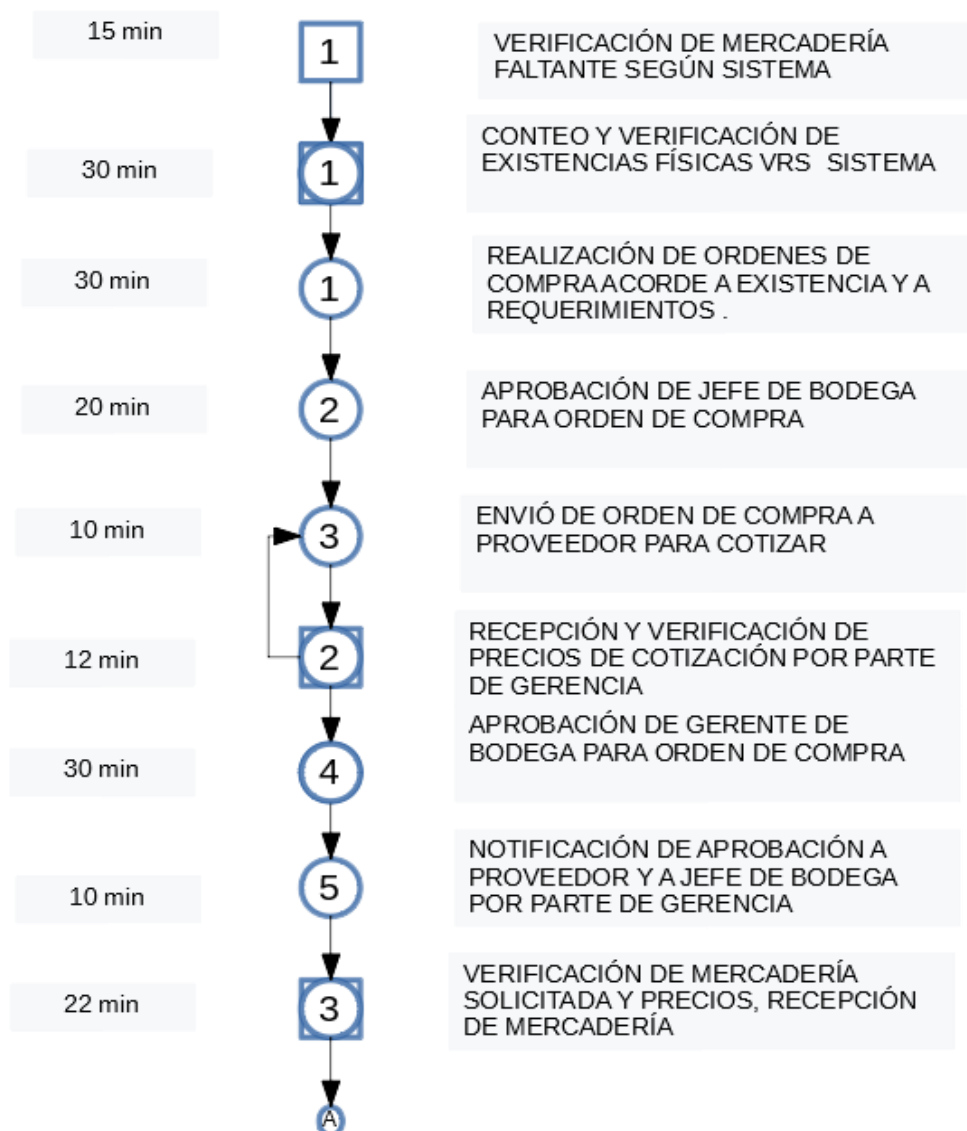 15 min
1
VERIFICACIÓN DE MERCADERÍA
FALTANTE SEGÚN SISTEMA
30 min
1
CONTEO Y VERIFICACIÓN DE
EXISTENCIAS FÍSICAS VRS SISTEMA
30 min
1
REALIZACIÓN DE ORDENES DE
COMPRA ACORDE A EXISTENCIA Y A
REQUERIMIENTOS .
20 min
2
APROBACIÓN DE JEFE DE BODEGA
PARA ORDEN DE COMPRA
10 min
3
ENVIÓ DE ORDEN DE COMPRA A
PROVEEDOR PARA COTIZAR
12 min
2
RECEPCIÓN Y VERIFICACIÓN DE
PRECIOS DE COTIZACIÓN POR PARTE
DE GERENCIA
30 min
4
APROBACIÓN DE GERENTE DE
BODEGA PARA ORDEN DE COMPRA
10 min
5
NOTIFICACIÓN DE APROBACIÓN A
PROVEEDOR Y A JEFE DE BODEGA
POR PARTE DE GERENCIA
22 min
3
VERIFICACIÓN DE MERCADERÍA
SOLICITADA Y PRECIOS, RECEPCIÓN
DE MERCADERÍA
A